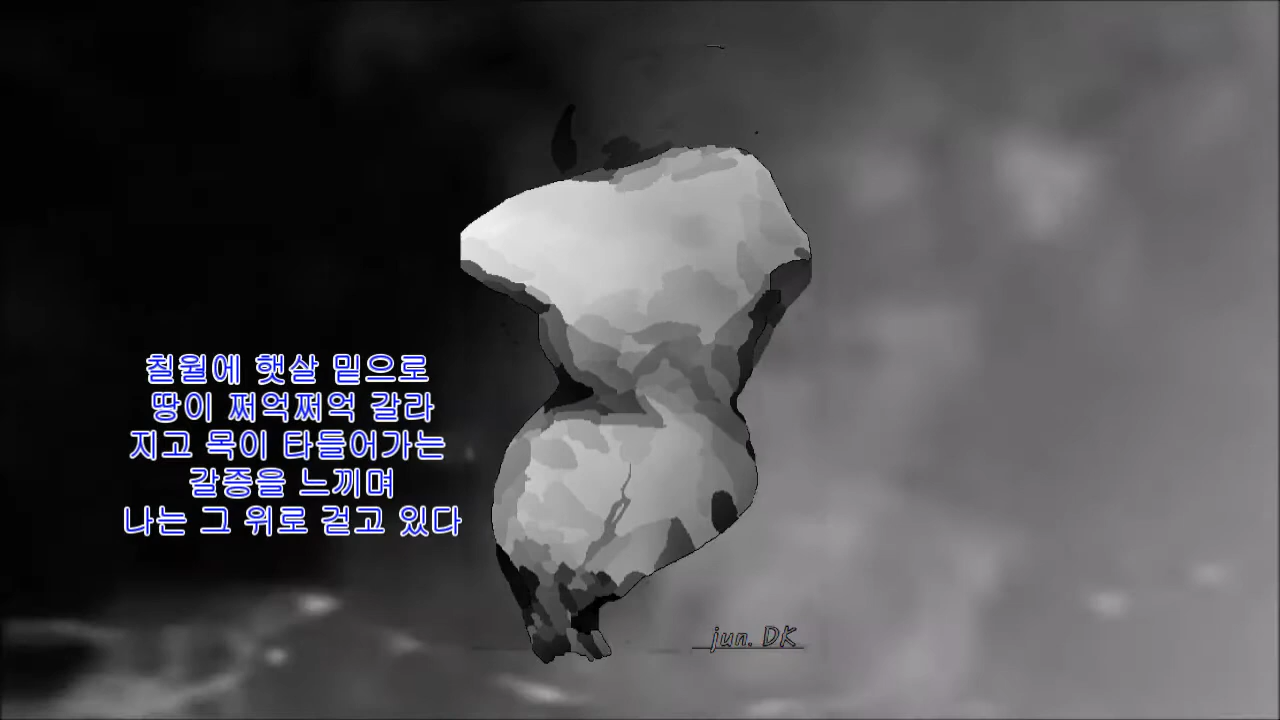 칠월에 햇살 밑으로
땅이 쩌억쩌억 갈라
지고 목이 타들어가는
갈증을 느끼며
나는 그 위로 걷고 있다
jun. DK